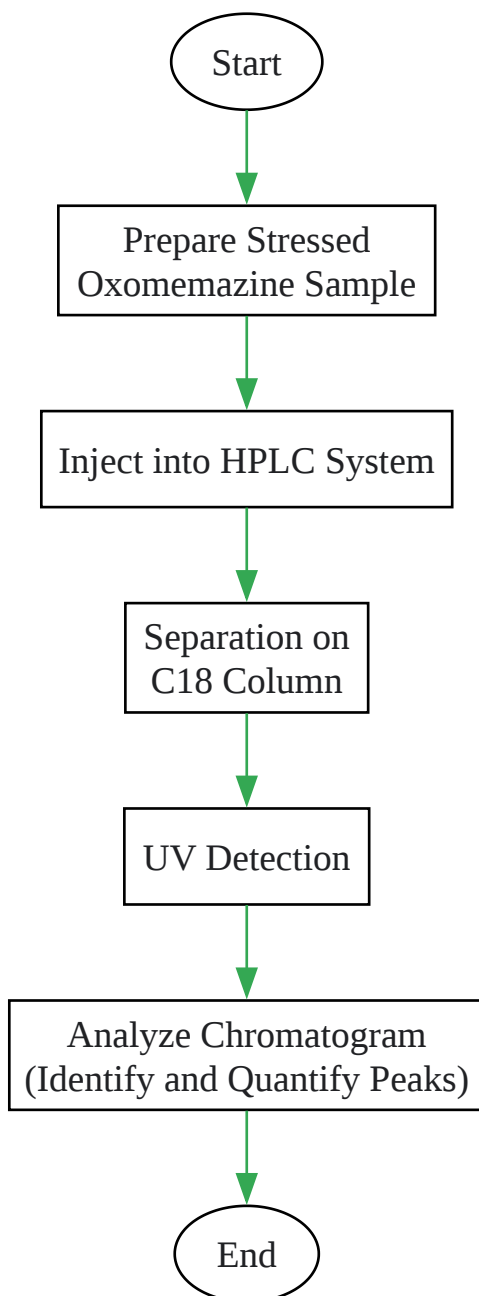 Start
Prepare Stressed
Oxomemazine Sample
Inject into HPLC System
Separation on
C18 Column
UV Detection
Analyze Chromatogram
(Identify and Quantify Peaks)
End